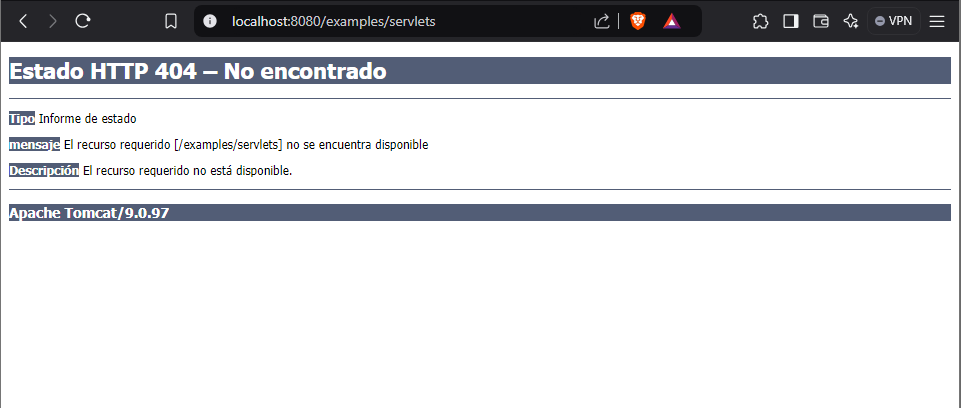 localhost:8080/examples/servlets
VPN
Estado HTTP 404 – No encontrado
Tipo Informe de estado
mensaje El recurso requerido [/examples/servlets] no se encuentra disponible
Descripción El recurso requerido no está disponible.
Apache Tomcat/9.0.97